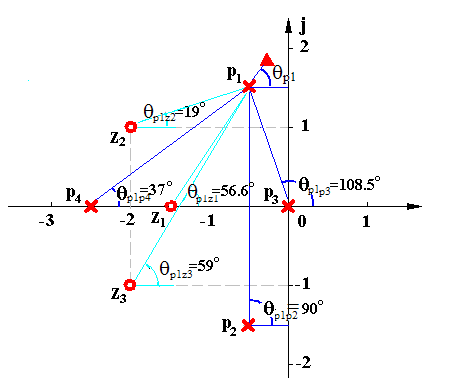 j
2
p1
θp1
θp1z2=19°
z2
1
p4
θp1p4=37°
θp1z1=56.6°
p3
θp1p3=108.5°
-3
-2
z1
-1
0
1
θp1z3=59°
z3
-1
θp1p2=90°
p2
-2